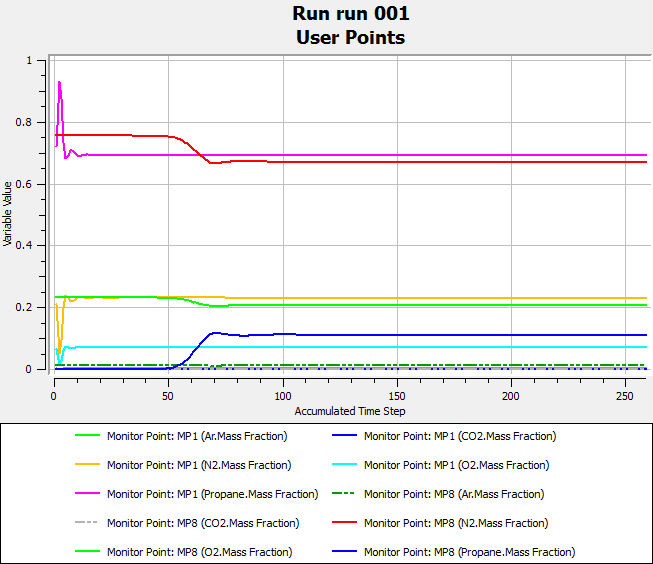 Run run 001
User Points
1
0.8
0.6
0.4
0.2
0
Variable Value
0 50 100 150 200 250
Accumulated Time Step
Monitor Point: MP1 (Ar.Mass Fraction) Monitor Point: MP1 (CO2.Mass Fraction)
Monitor Point: MP1 (N2.Mass Fraction) Monitor Point: MP1 (O2.Mass Fraction)
Monitor Point: MP1 (Propane.Mass Fraction) Monitor Point: MP8 (Ar.Mass Fraction)
Monitor Point: MP8 (CO2.Mass Fraction) Monitor Point: MP8 (N2.Mass Fraction)
Monitor Point: MP8 (O2.Mass Fraction) Monitor Point: MP8 (Propane.Mass Fraction)